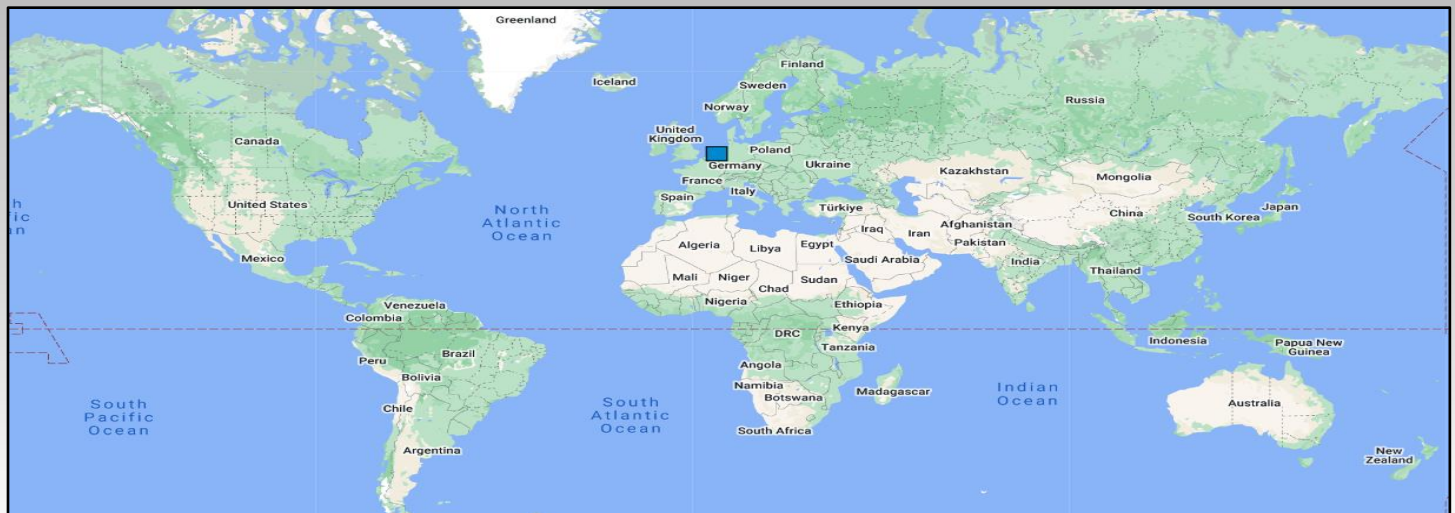 Greenland
Iceland
Finland
Sweden
Norway
Russia
United
Kingdom
Canada
Poland
Germany
Ukraine
France
Kazakhstan
Mongolia
Italy
Spain
United States
Türkiye
North
Atlantic
Ocean
Japan
China
South Korea
Afghanistan
Iraq
Iran
Pakistan
Algeria
Libya
Egypt
Mexico
Saudi Arabia
India
Thailand
Mali
Niger
Sudan
Chad
Nigeria
Ethiopia
Venezuela
Colombia
Kenya
DRC
Indonesia
Papua New
Guinea
Tanzania
Brazil
Peru
Angola
Bolivia
Namibia
Botswana
Madagascar
Indian
Ocean
South
Pacific
Ocean
Chile
South
Atlantic
Ocean
Australia
South Africa
Argentina
New
Zealand